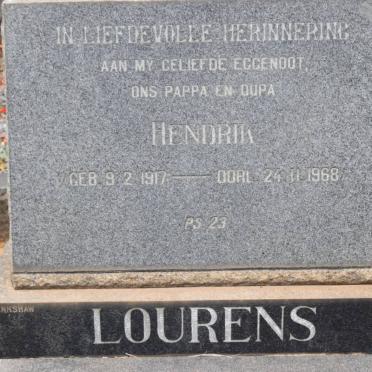 IN LIEFDEVOLLE HERINNERING
AAN MY GELIEFDE EGGENOOT,
ONS PAPPA EN OUPA
HENDRIK
GEB. 9.2.1917 —— OORL. 24.11.1968
PS. 23
LOURENS